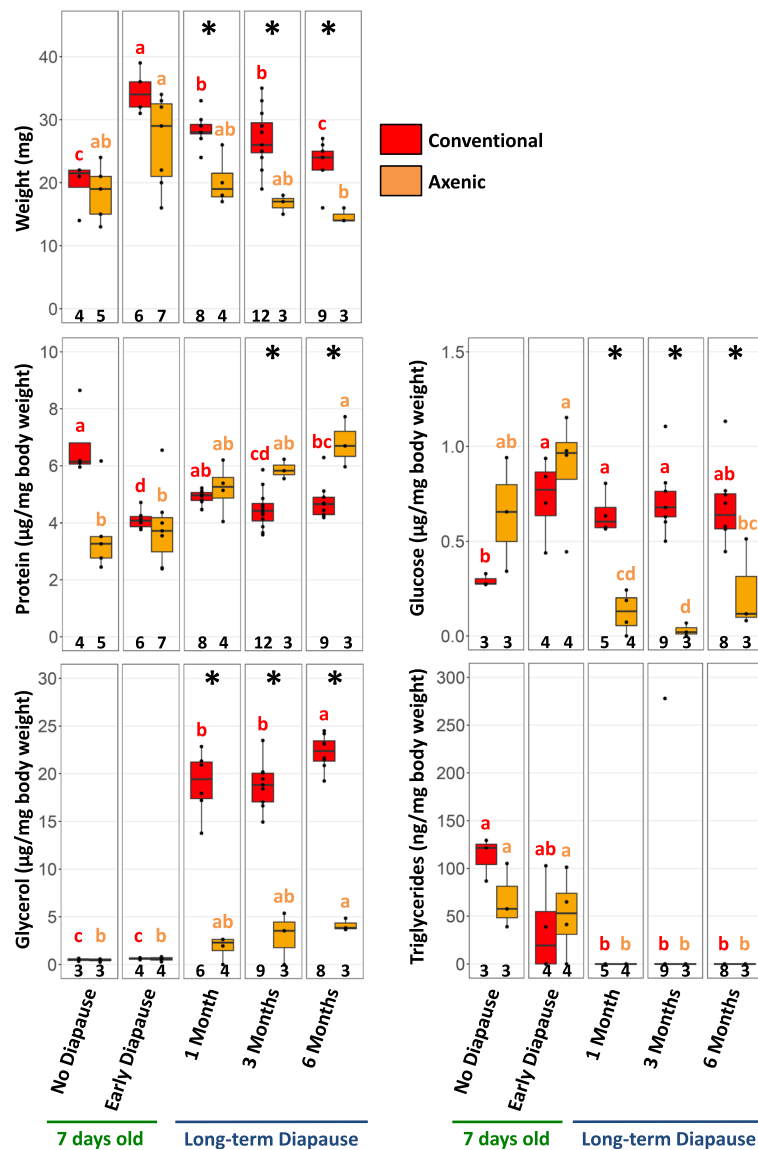 Conventional
Axenic
Weight (mg)
40
30
20
10
0
* * *
c ab a a b ab b ab c b
4 5 6 7 8 4 12 3 9 3
Protein (µg/mg body weight)
10
8
6
4
2
0
* *
a b d b ab ab cd ab bc a
4 5 6 7 8 4 12 3 9 3
Glucose (µg/mg body weight)
1.5
1.0
0.5
0.0
* * *
b ab a a a cd a d ab bc
3 3 4 4 5 4 9 3 8 3
Glycerol (µg/mg body weight)
30
25
20
15
10
5
0
* * *
c b c b b ab b ab a a
3 3 4 4 6 4 9 3 8 3
Triglycerides (ng/mg body weight)
300
250
200
150
100
50
0
a a ab a b b b b b b
3 3 4 4 5 4 9 3 8 3
No Diapause
Early Diapause
1 Month
3 Months
6 Months
No Diapause
Early Diapause
1 Month
3 Months
6 Months
7 days old
Long-term Diapause
7 days old
Long-term Diapause